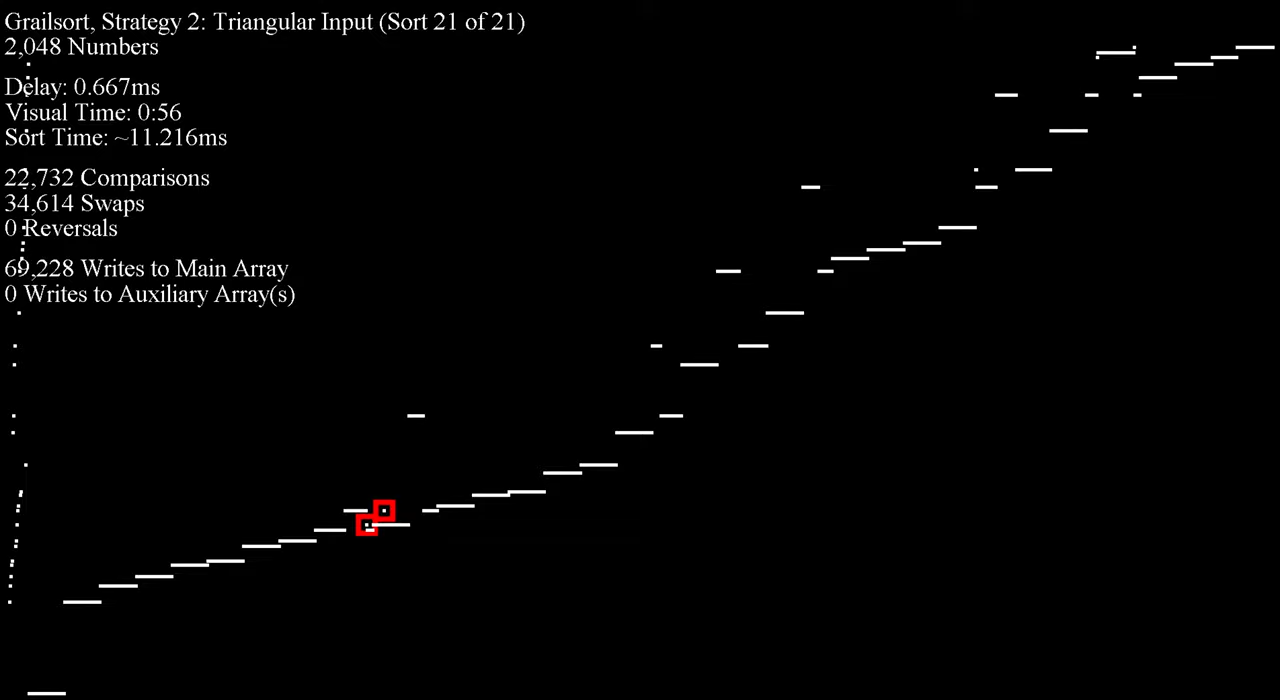 Grailsort, Strategy 2: Triangular Input (Sort 21 of 21)
2,048 Numbers
Delay: 0.667ms
Visual Time: 0:56
Sort Time: ~11.216ms
22,732 Comparisons
34,614 Swaps
0 Reversals
69,228 Writes to Main Array
0 Writes to Auxiliary Array(s)